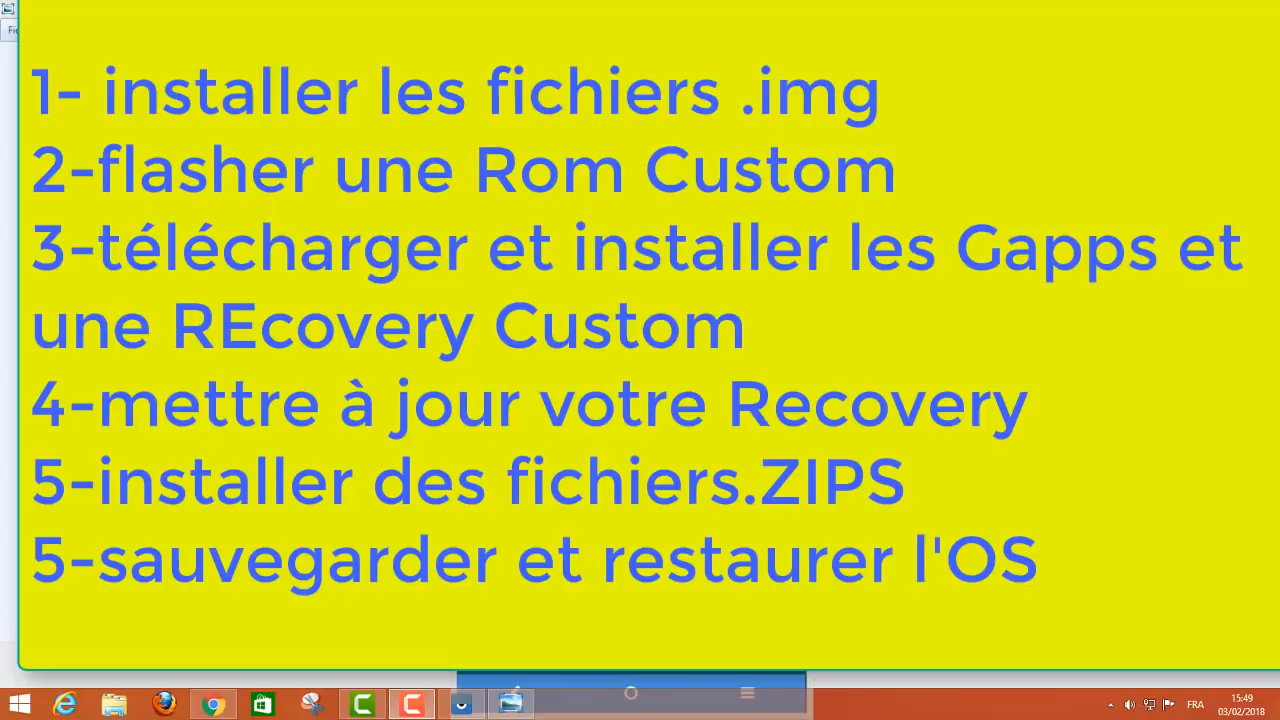 Fic
1- installer les fichiers .img
2-flasher une Rom Custom
3-télécharger et installer les Gapps et
une REcovery Custom
4-mettre à jour votre Recovery
5-installer des fichiers.ZIPS
5-sauvegarder et restaurer l'OS
FRA
15:49
03/02/2018